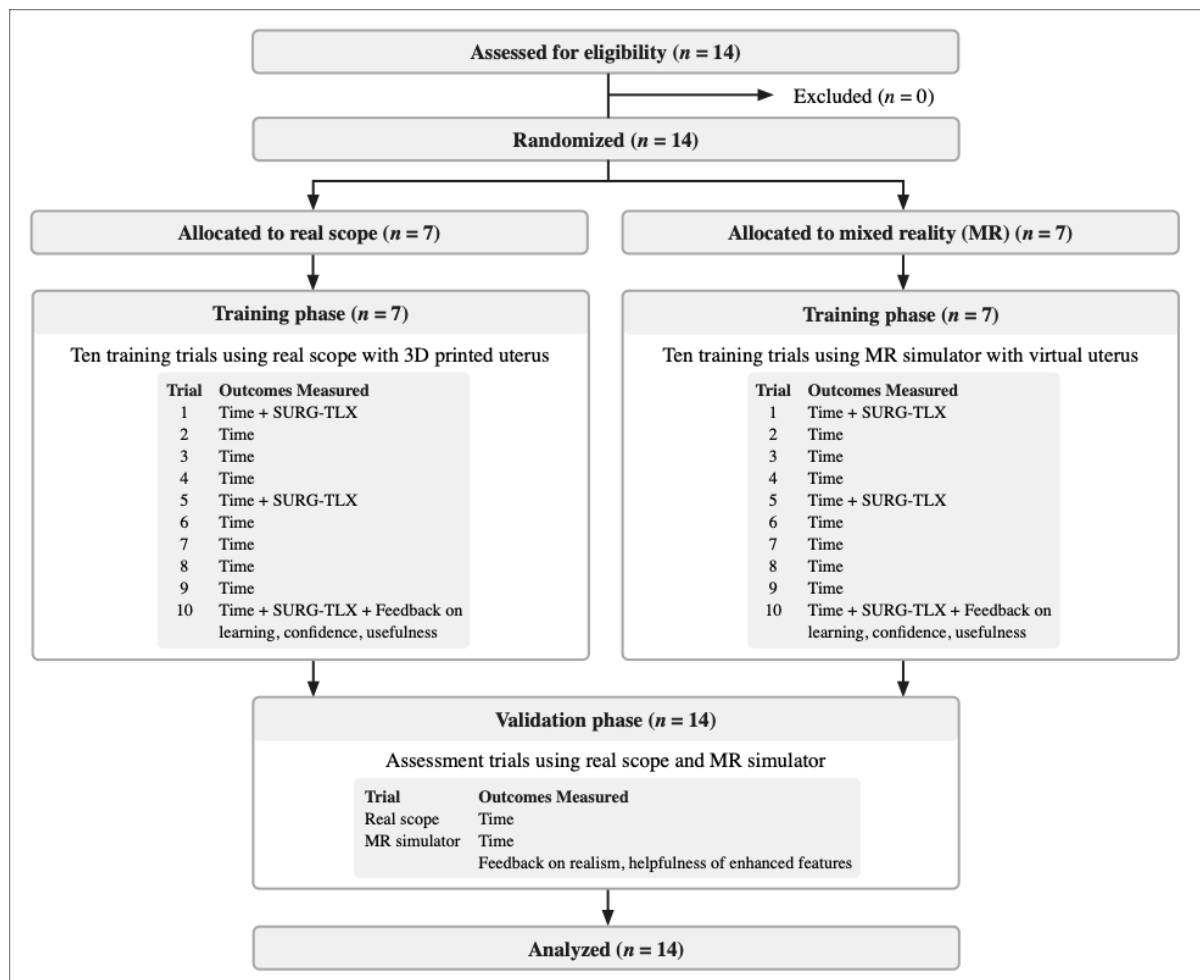 Assessed for eligibility (n = 14)
Excluded (n = 0)
Randomized (n = 14)
Allocated to real scope (n = 7)
Training phase (n = 7)
Ten training trials using real scope with 3D printed uterus
Trial Outcomes Measured
1 Time + SURG-TLX
2 Time
3 Time
4 Time
5 Time + SURG-TLX
6 Time
7 Time
8 Time
9 Time
10 Time + SURG-TLX + Feedback on
learning, confidence, usefulness
Allocated to mixed reality (MR) (n = 7)
Training phase (n = 7)
Ten training trials using MR simulator with virtual uterus
Trial Outcomes Measured
1 Time + SURG-TLX
2 Time
3 Time
4 Time
5 Time + SURG-TLX
6 Time
7 Time
8 Time
9 Time
10 Time + SURG-TLX + Feedback on
learning, confidence, usefulness
Validation phase (n = 14)
Assessment trials using real scope and MR simulator
Trial Outcomes Measured
Real scope Time
MR simulator Time
Feedback on realism, helpfulness of enhanced features
Analyzed (n = 14)